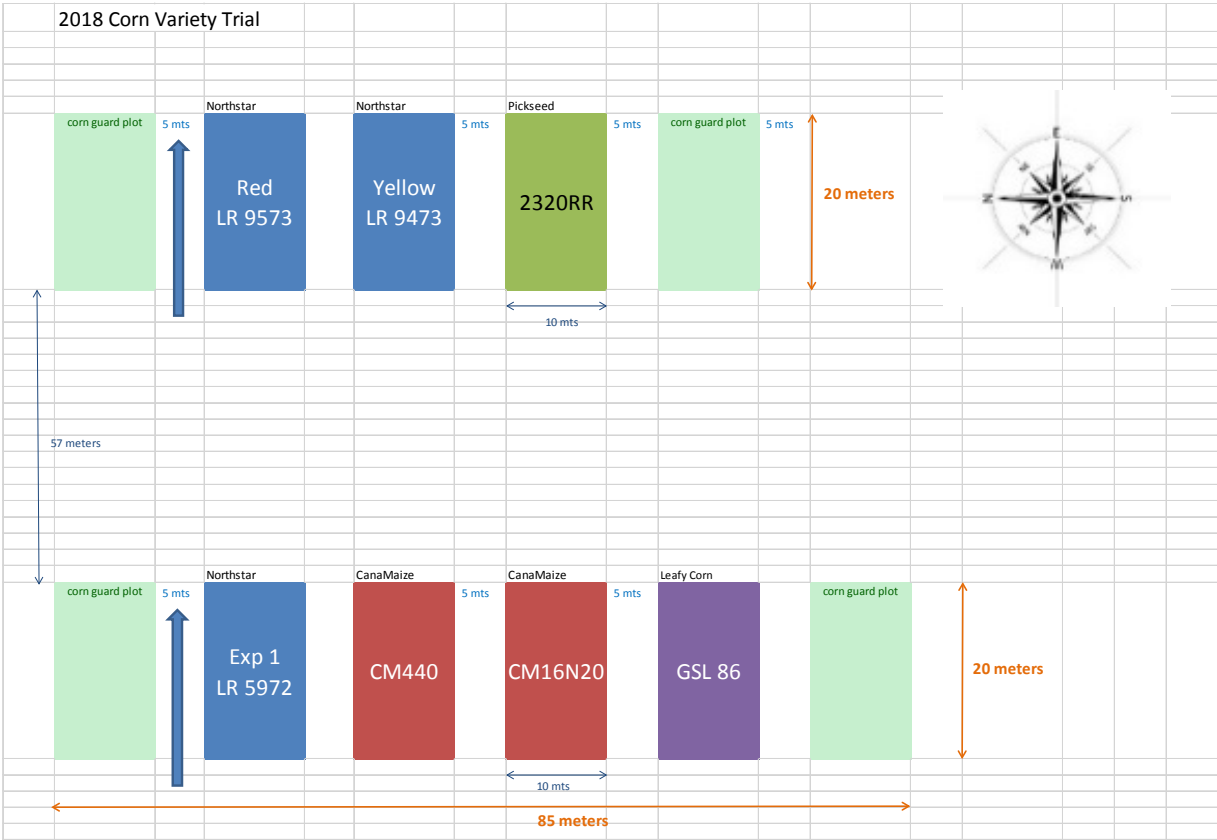 2018 Corn Variety Trial
Northstar
Northstar
Pickseed
corn guard plot
5 mts
5 mts
5 mts
corn guard plot
5 mts
Red
LR 9573
Yellow
LR 9473
2320RR
20 meters
E
N
S
W
10 mts
57 meters
Northstar
CanaMaize
CanaMaize
Leafy Corn
corn guard plot
5 mts
5 mts
5 mts
corn guard plot
Exp 1
LR 5972
CM440
CM16N20
GSL 86
20 meters
10 mts
85 meters